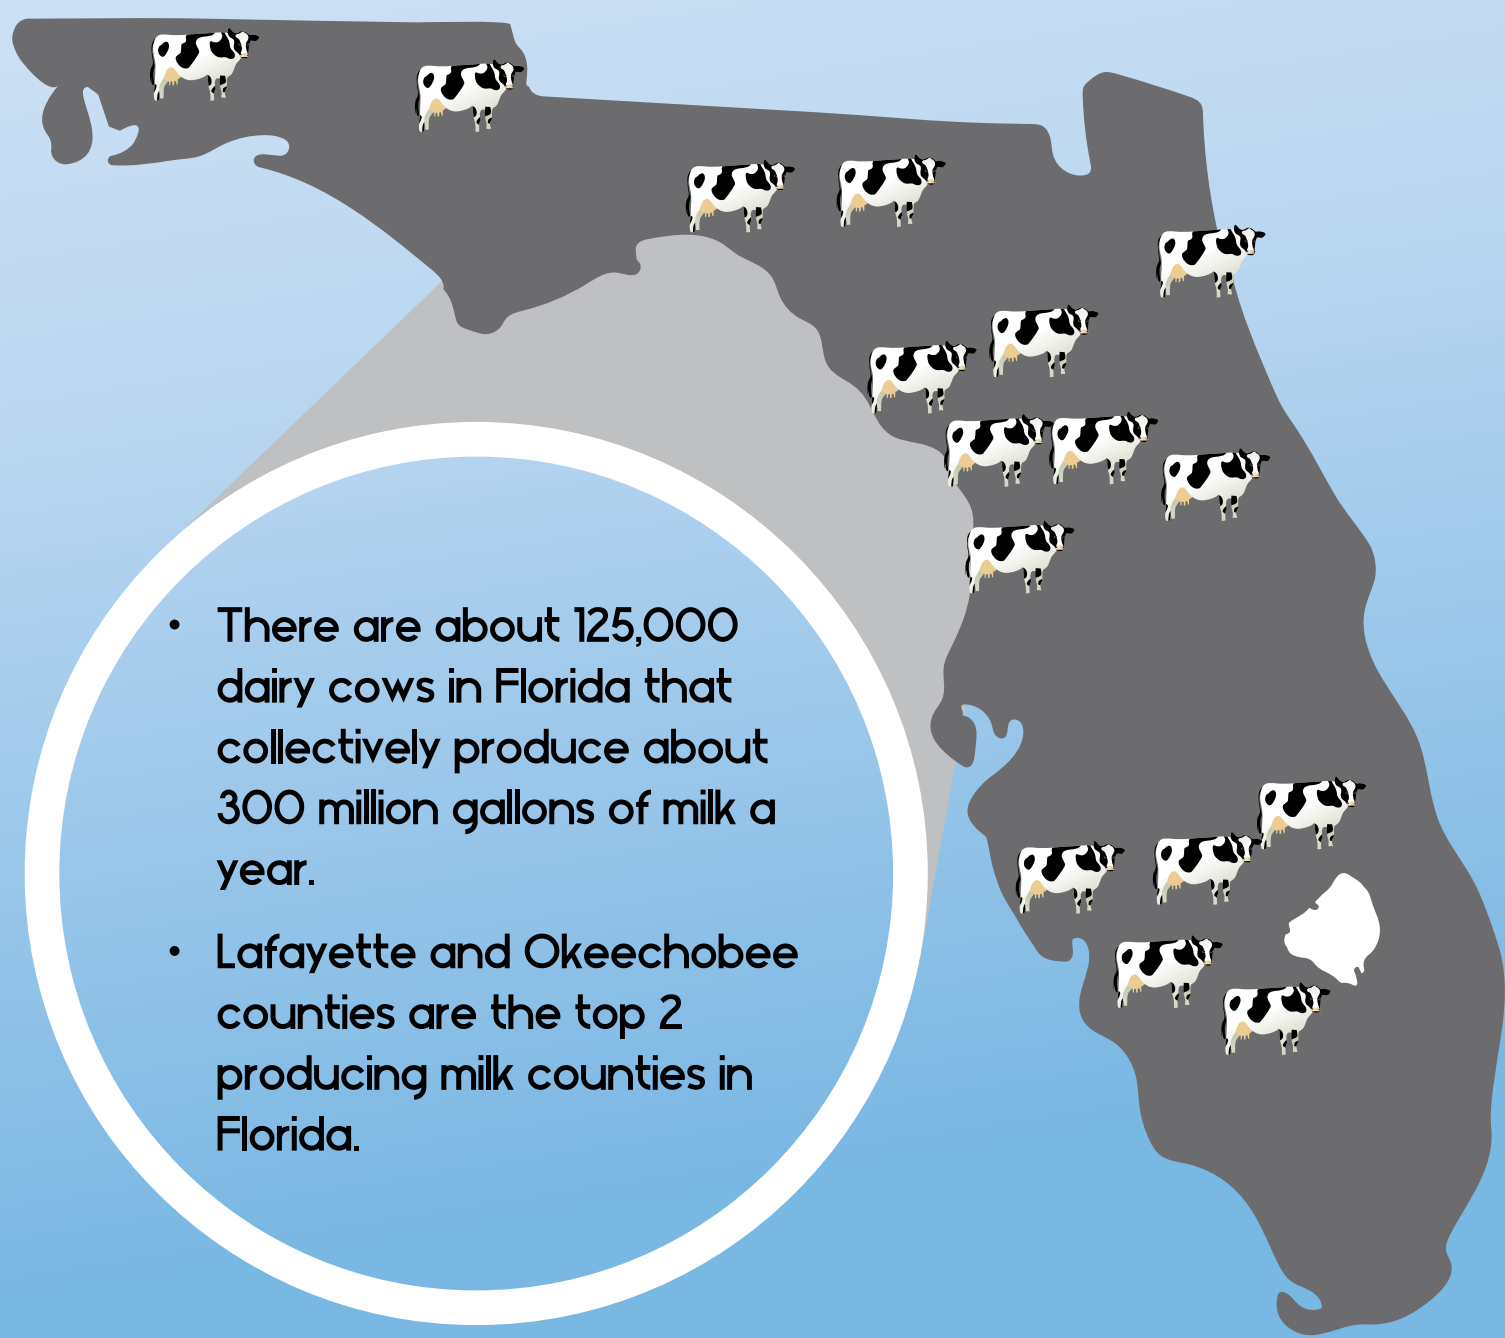 • There are about 125,000
dairy cows in Florida that
collectively produce about
300 million gallons of milk a
year.
• Lafayette and Okeechobee
counties are the top 2
producing milk counties in
Florida.